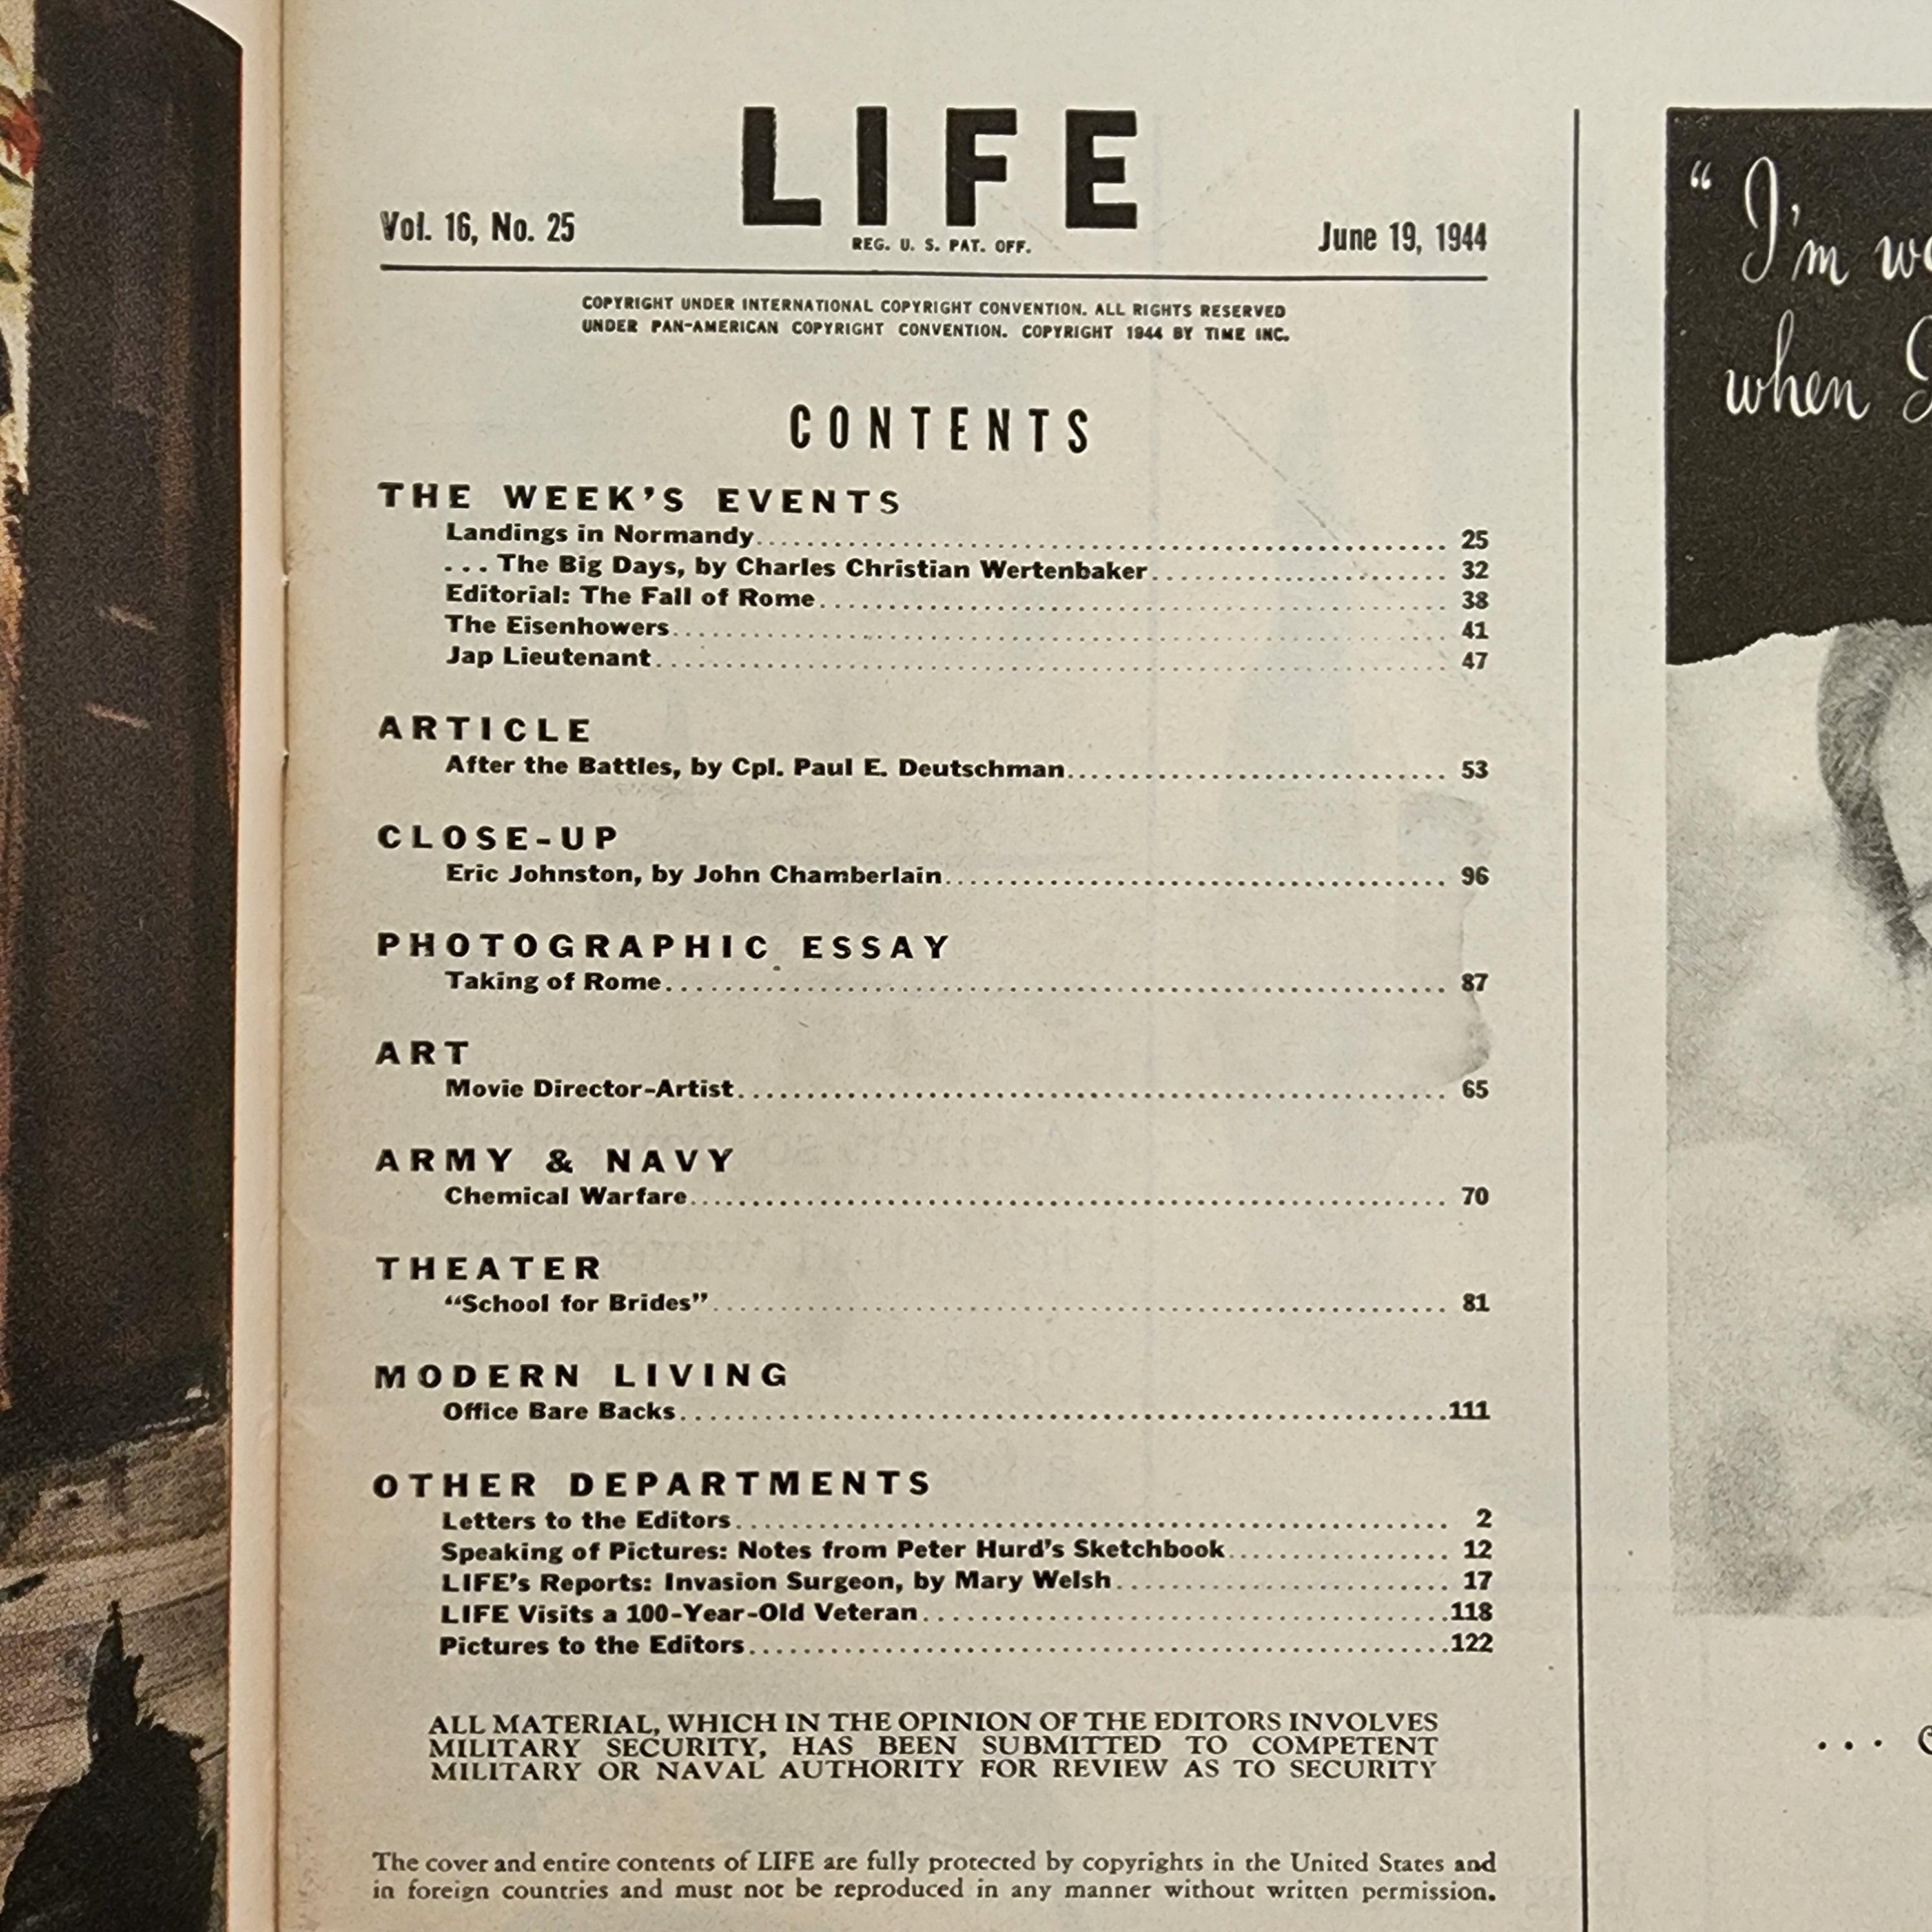 LIFE
Vol. 16, No. 25
REG. U. S. PAT. OFF.
June 19, 1944
COPYRIGHT UNDER INTERNATIONAL COPYRIGHT CONVENTION. ALL RIGHTS RESERVED
UNDER PAN-AMERICAN COPYRIGHT CONVENTION. COPYRIGHT 1944 BY TIME INC.
CONTENTS
THE WEEK'S EVENTS
Landings in Normandy 25
... The Big Days, by Charles Christian Wertenbaker 32
Editorial: The Fall of Rome 38
The Eisenhowers 41
Jap Lieutenant 47
ARTICLE
After the Battles, by Cpl. Paul E. Deutschman 53
CLOSE-UP
Eric Johnston, by John Chamberlain 96
PHOTOGRAPHIC ESSAY
Taking of Rome 87
ART
Movie Director-Artist 65
ARMY & NAVY
Chemical Warfare 70
THEATER
"School for Brides" 81
MODERN LIVING
Office Bare Backs 111
OTHER DEPARTMENTS
Letters to the Editors 2
Speaking of Pictures: Notes from Peter Hurd's Sketchbook 12
LIFE's Reports: Invasion Surgeon, by Mary Welsh 17
LIFE Visits a 100-Year-Old Veteran 118
Pictures to the Editors 122
ALL MATERIAL, WHICH IN THE OPINION OF THE EDITORS INVOLVES
MILITARY SECURITY, HAS BEEN SUBMITTED TO COMPETENT
MILITARY OR NAVAL AUTHORITY FOR REVIEW AS TO SECURITY
The cover and entire contents of LIFE are fully protected by copyrights in the United States and
in foreign countries and must not be reproduced in any manner without written permission.
"I'm
when
...